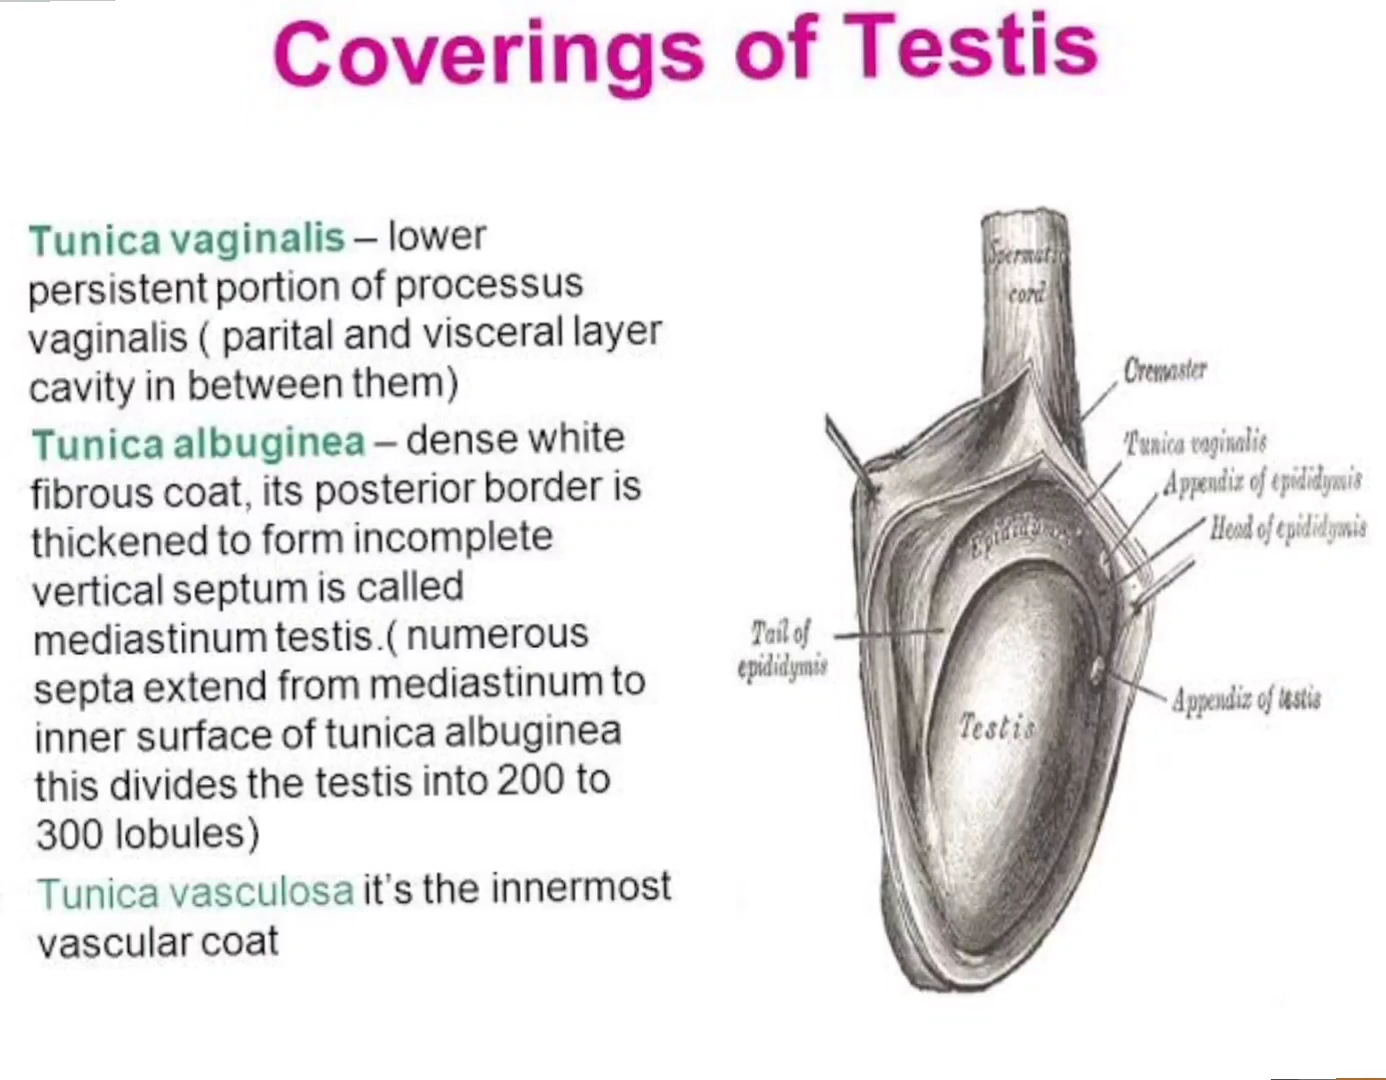 Coverings of Testis
Tunica vaginalis – lower
persistent portion of processus
vaginalis ( parital and visceral layer
cavity in between them)
Tunica albuginea – dense white
fibrous coat, its posterior border is
thickened to form incomplete
vertical septum is called
mediastinum testis.( numerous
septa extend from mediastinum to
inner surface of tunica albuginea
this divides the testis into 200 to
300 lobules)
Tunica vasculosa it's the innermost
vascular coat
Spermatic
cord
Cremaster
Tunica vaginalis
Appendix of epididymis
Head of epididymis
Epididymis
Tail of
epididymis
Testis
Appendix of testis